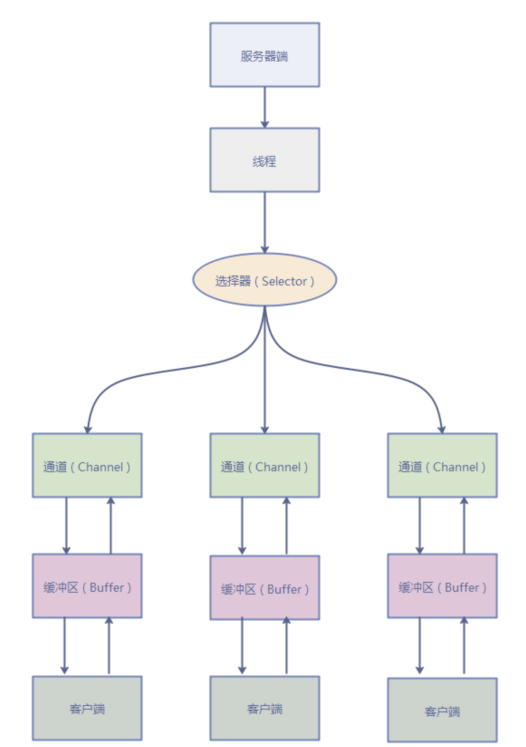 服务器端
线程
选择器 ( Selector )
通道 ( Channel )
通道 ( Channel )
通道 ( Channel )
缓冲区 ( Buffer )
缓冲区 ( Buffer )
缓冲区 ( Buffer )
客户端
客户端
客户端